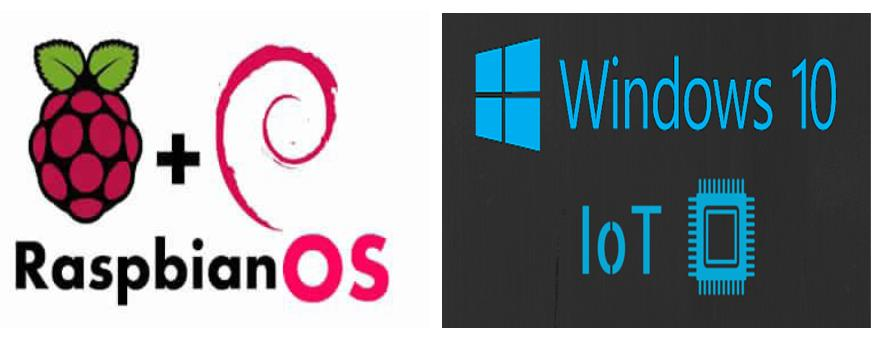 +
RaspbianOS
Windows 10
IoT